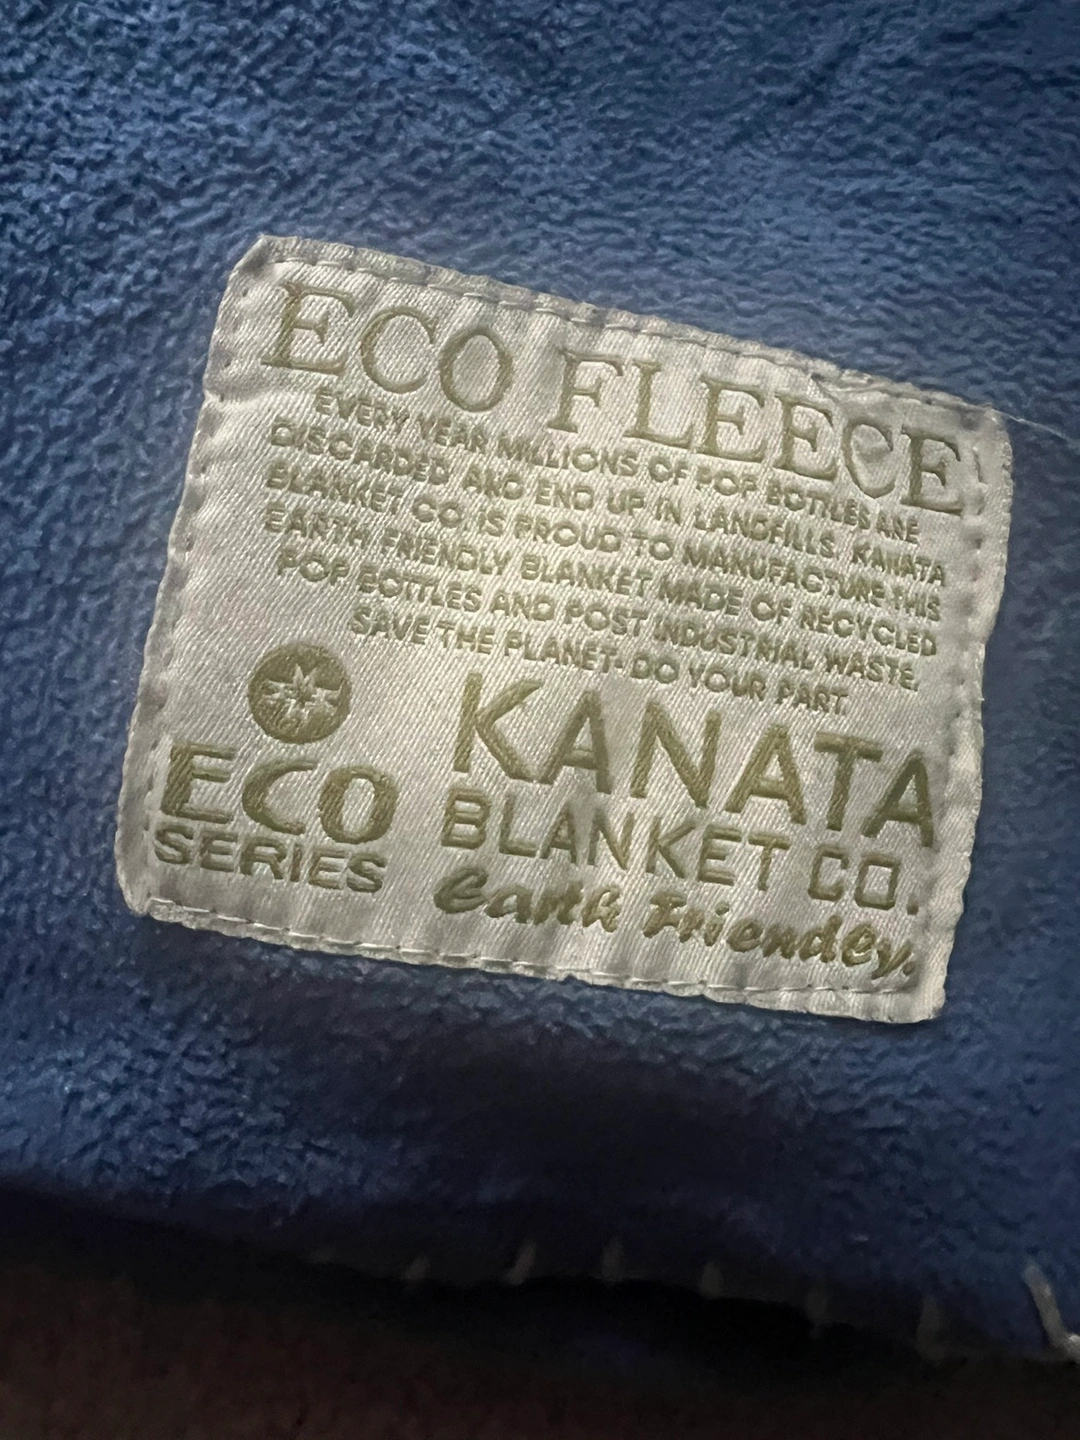 ECO FLEECE
EVERY YEAR MILLIONS OF POP BOTTLES ARE
DISCARDED AND END UP IN LANDFILLS. KANATA
BLANKET CO. IS PROUD TO MANUFACTURE THIS
EARTH FRIENDLY BLANKET MADE OF RECYCLED
POP BOTTLES AND POST INDUSTRIAL WASTE.
SAVE THE PLANET-DO YOUR PART.
ECO
SERIES
KANATA
BLANKET CO.
Earth Friendly.